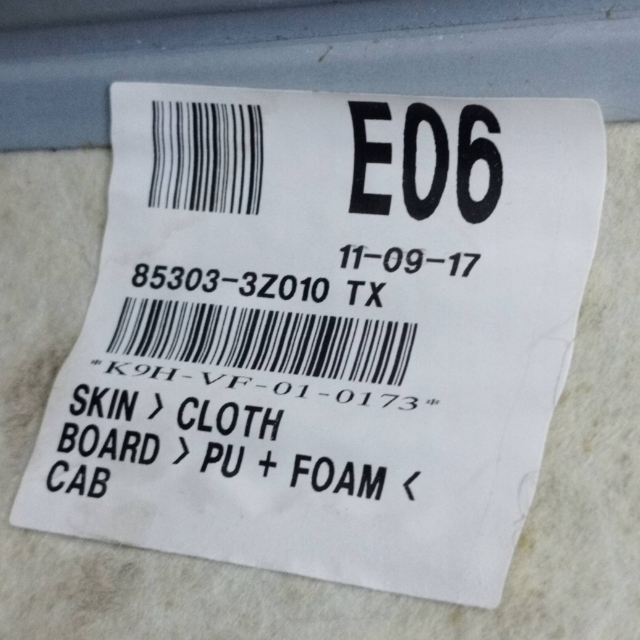 E06
11-09-17
85303-3Z010 TX
*K9H-VF-01-0173*
SKIN > CLOTH
BOARD > PU + FOAM <
CAB